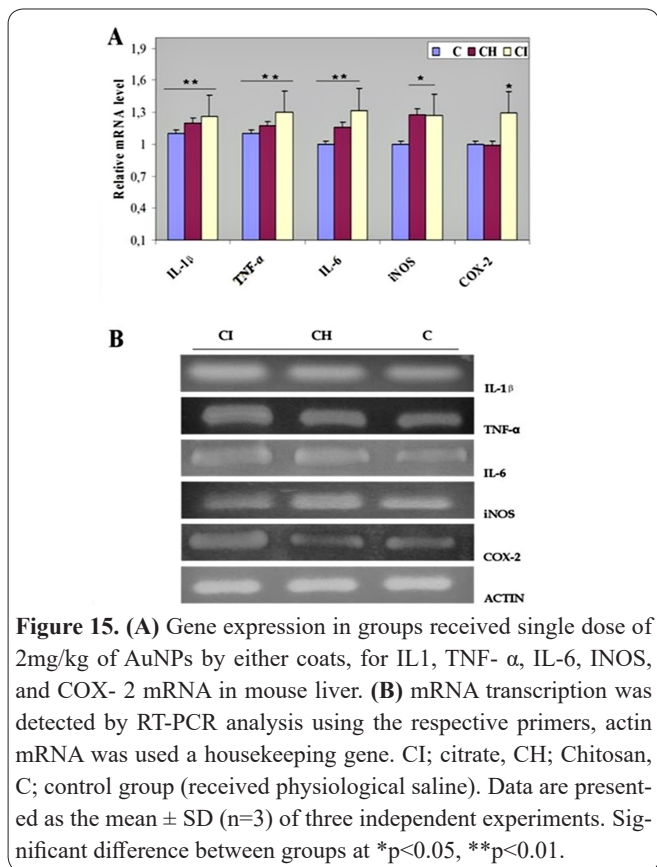 A
1,9
1,6
1,3
1
0,7
0,4
0,1
Relative mRNA level
C CH CI
** ** ** * *
IL-1β TNF-α IL-6 iNOS COX-2
B
CI CH C
IL-1β
TNF-α
IL-6
iNOS
COX-2
ACTIN
Figure 15. (A) Gene expression in groups received single dose of
2mg/kg of AuNPs by either coats, for IL1, TNF- α, IL-6, INOS,
and COX- 2 mRNA in mouse liver. (B) mRNA transcription was
detected by RT-PCR analysis using the respective primers, actin
mRNA was used a housekeeping gene. CI; citrate, CH; Chitosan,
C; control group (received physiological saline). Data are present-
ed as the mean ± SD (n=3) of three independent experiments. Sig-
nificant difference between groups at *p<0.05, **p<0.01.